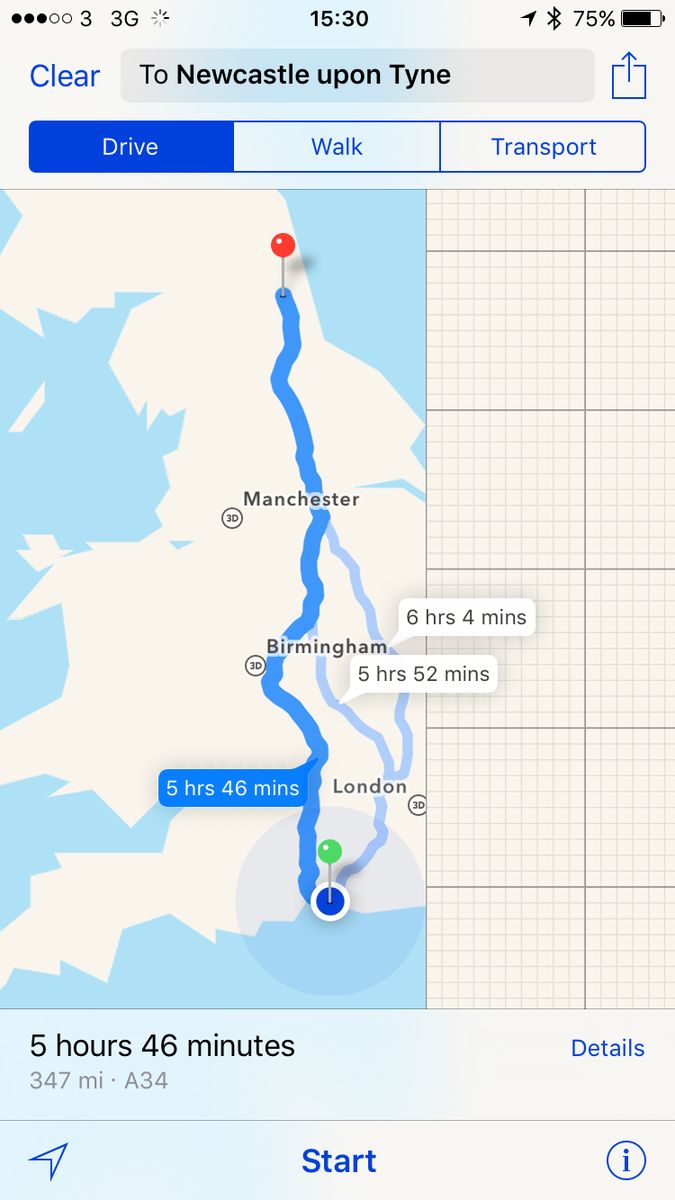 3 3G 15:30 75%
Clear To Newcastle upon Tyne
Drive Walk Transport
Manchester
3D
6 hrs 4 mins
Birmingham
3D
5 hrs 52 mins
5 hrs 46 mins
London
3D
5 hours 46 minutes
Details
347 mi · A34
Start